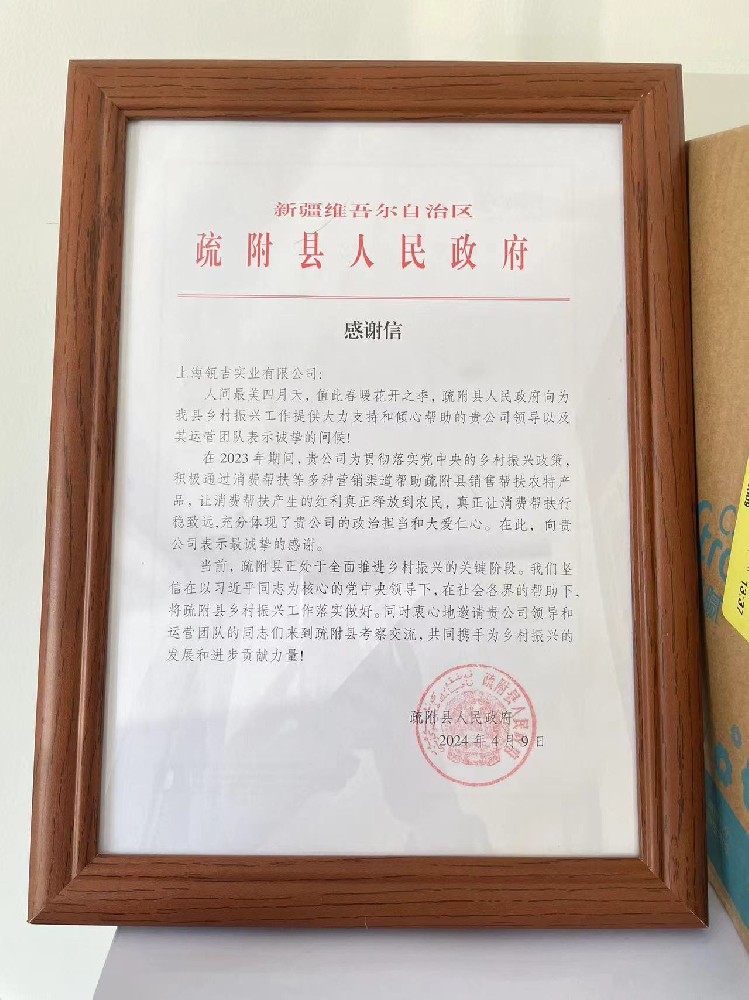 新疆维吾尔自治区
疏附县人民政府
感谢信
上海领吉实业有限公司:
人间最美四月天，值此春暖花开之季，疏附县人民政府向为
我县乡村振兴工作提供大力支持和倾心帮助的贵公司领导以及
其运营团队表示诚挚的问候!
在2023年期间，贵公司为贯彻落实党中央的乡村振兴政策，
积极通过消费帮扶等多种营销渠道帮助疏附县销售帮扶农特产
品，让消费帮扶产生的红利真正释放到农民，真正让消费帮扶行
稳致远,充分体现了贵公司的政治担当和大爱仁心。在此，向贵
公司表示最诚挚的感谢。
当前，疏附县正处于全面推进乡村振兴的关键阶段。我们坚
信在以习近平同志为核心的党中央领导下，在社会各界的帮助下，
将疏附县乡村振兴工作落实做好。同时衷心地邀请贵公司领导和
运营团队的同志们来到疏附县考察交流，共同携手为乡村振兴的
发展和进步贡献力量!
疏附县人民政府
2024年4月9日
疏附县人民政府
13:37